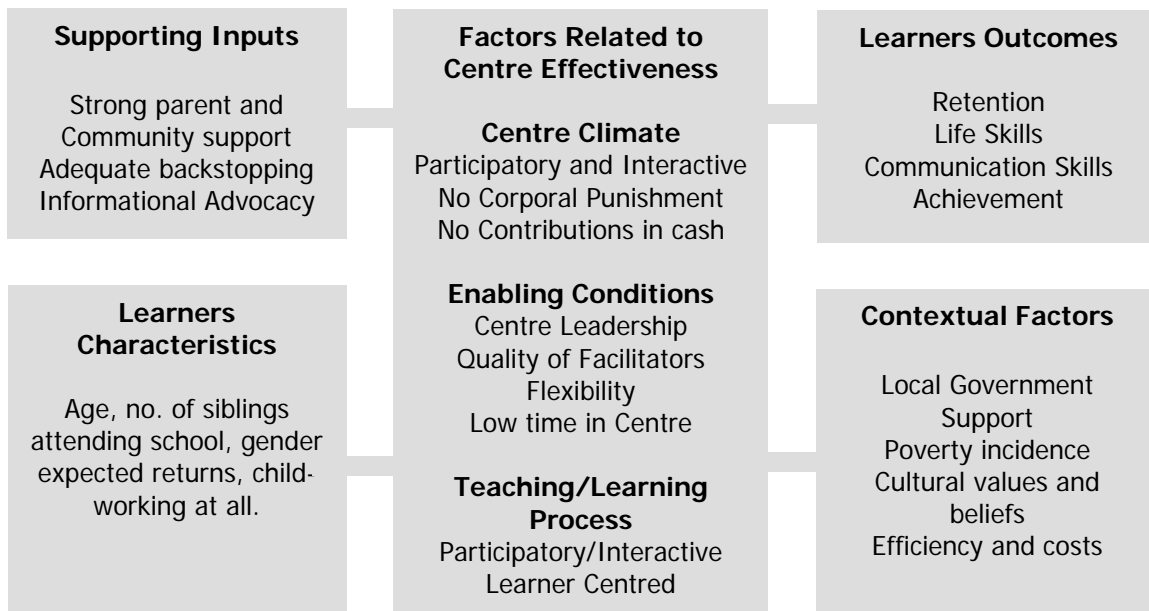 Supporting Inputs
Strong parent and
Community support
Adequate backstopping
Informational Advocacy
Learners
Characteristics
Age, no. of siblings
attending school, gender
expected returns, child-
working at all.
Factors Related to
Centre Effectiveness
Centre Climate
Participatory and Interactive
No Corporal Punishment
No Contributions in cash
Enabling Conditions
Centre Leadership
Quality of Facilitators
Flexibility
Low time in Centre
Teaching/Learning
Process
Participatory/Interactive
Learner Centred
Learners Outcomes
Retention
Life Skills
Communication Skills
Achievement
Contextual Factors
Local Government
Support
Poverty incidence
Cultural values and
beliefs
Efficiency and costs